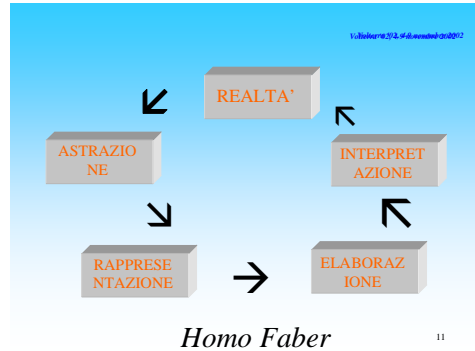 REALTA'
ASTRAZIO
NE
INTERPRET
AZIONE
RAPPRESE
NTAZIONE
ELABORAZ
IONE
Homo Faber
11